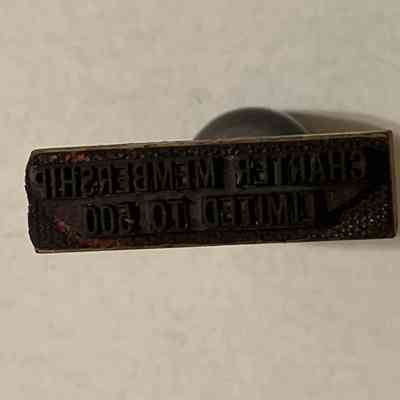 CHARTER MEMBERSHIP
LIMITED TO 500